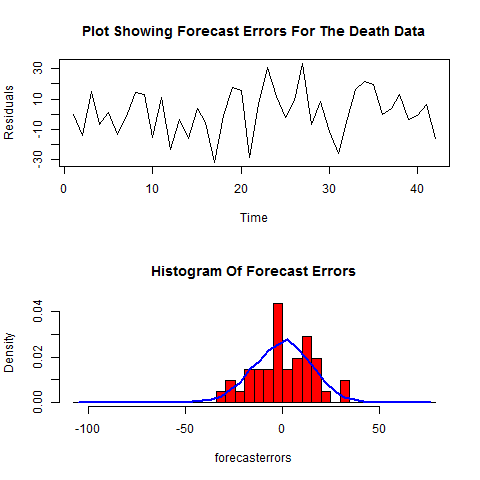 Plot Showing Forecast Errors For The Death Data
Residuals
30
10
-10
-30
0
10
20
30
40
Time
Histogram Of Forecast Errors
Density
0.04
0.02
0.00
-100
-50
0
50
forecasterrors